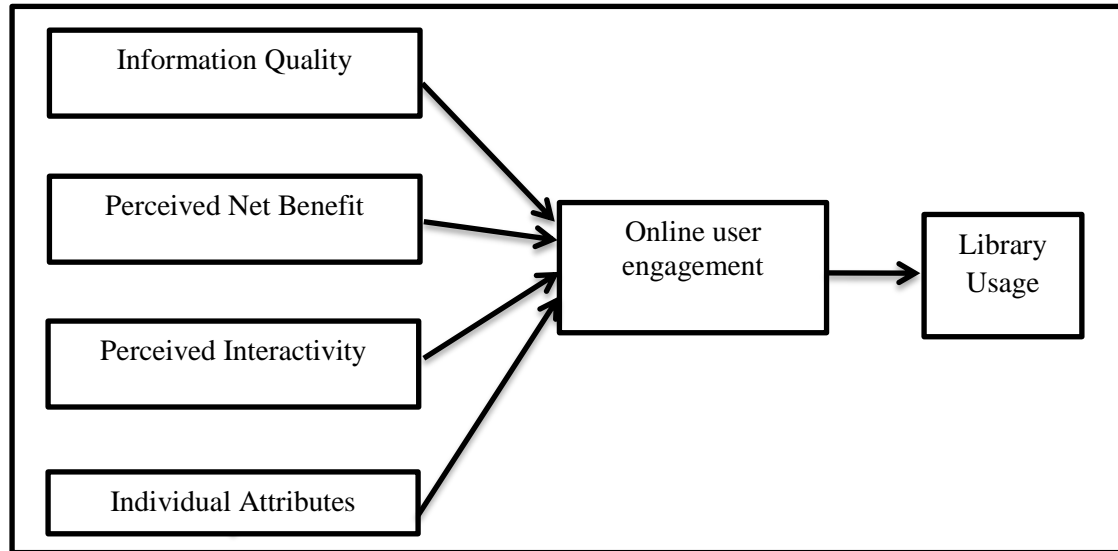 Information Quality
Perceived Net Benefit
Perceived Interactivity
Individual Attributes
Online user
engagement
Library
Usage